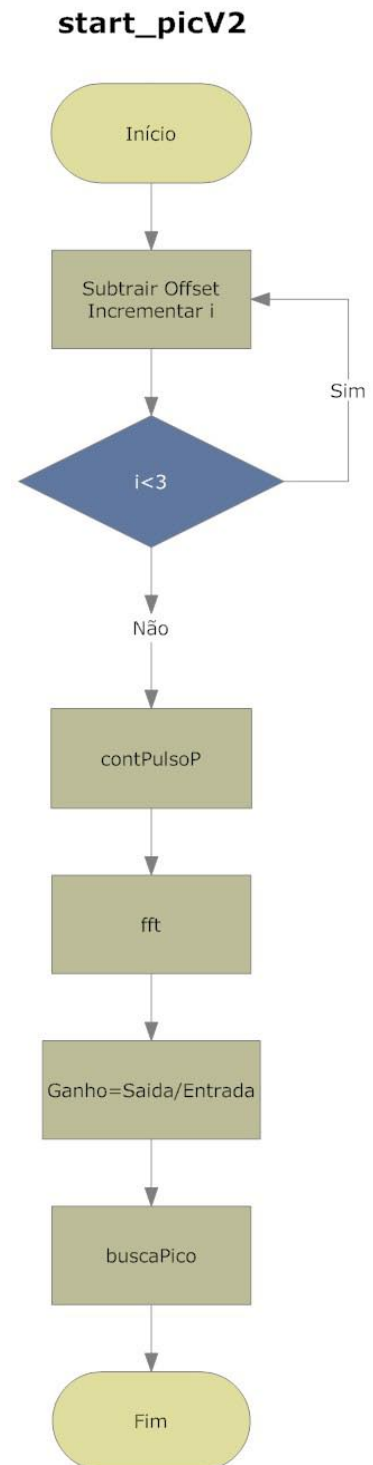 start_picV2
Início
Subtrair Offset
Incrementar i
Sim
i<3
Não
contPulsoP
fft
Ganho=Saida/Entrada
buscaPico
Fim